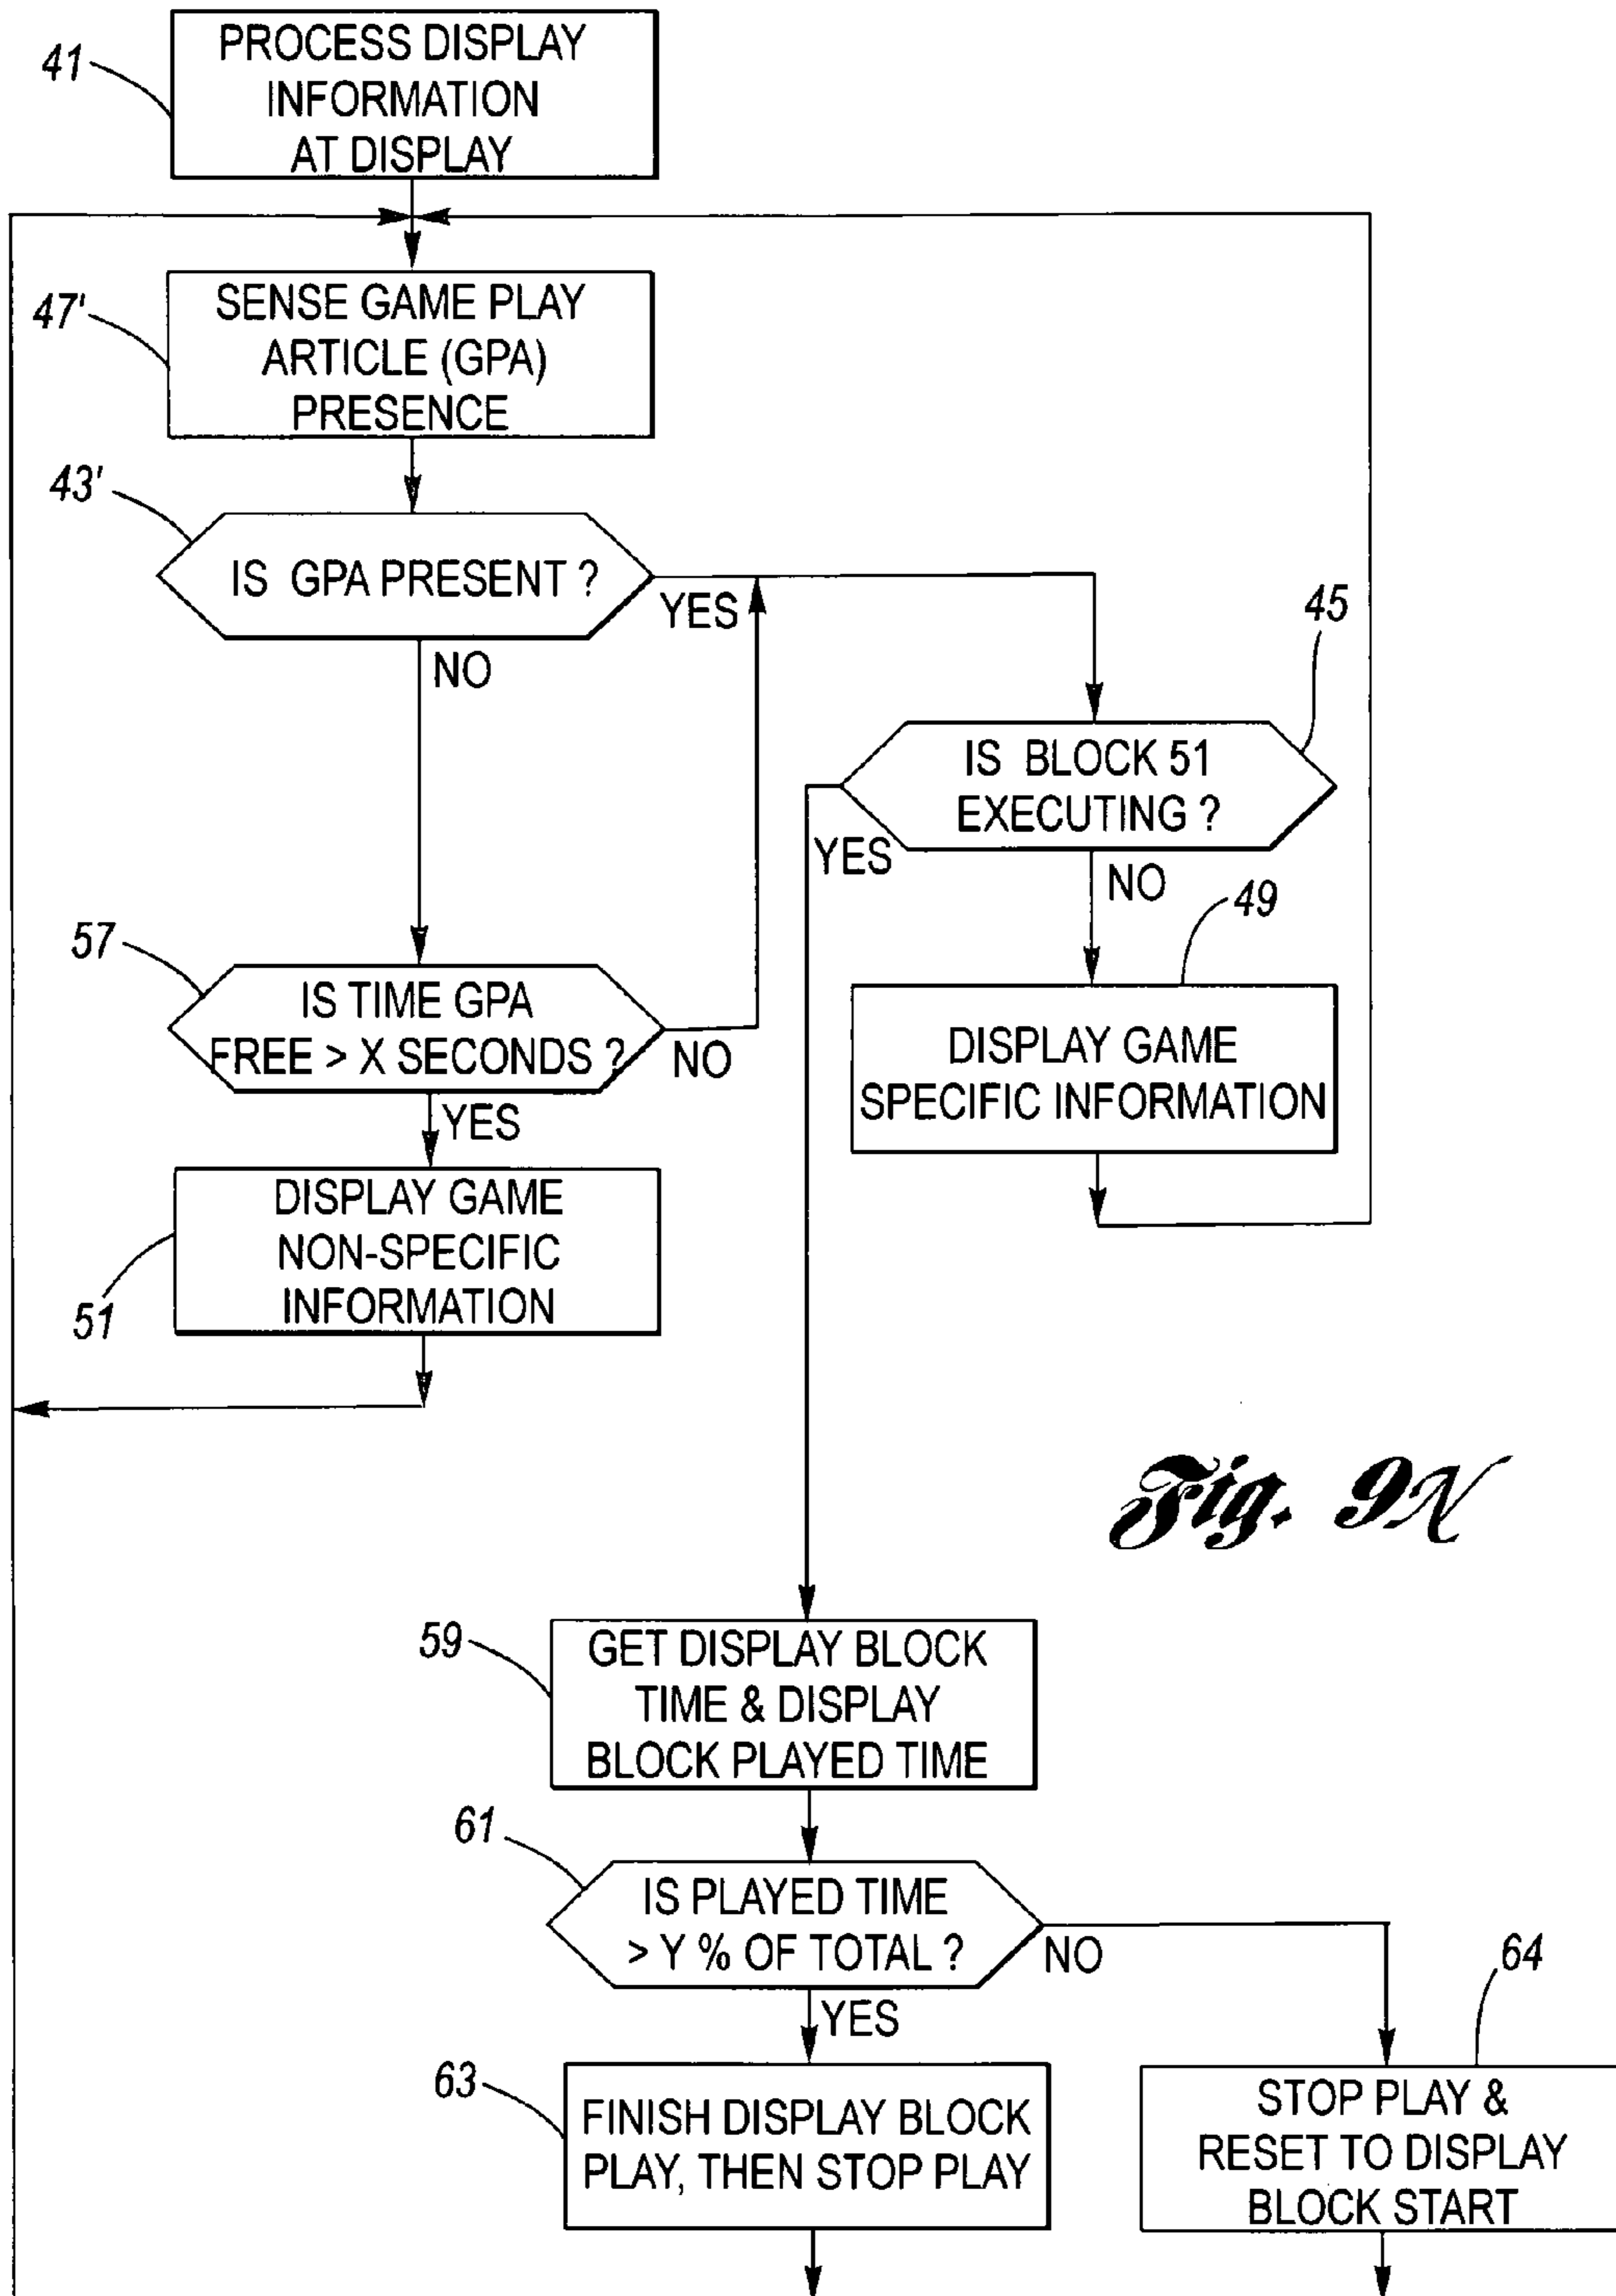 41
PROCESS DISPLAY
INFORMATION
AT DISPLAY
47'
SENSE GAME PLAY
ARTICLE (GPA)
PRESENCE
43'
IS GPA PRESENT ?
YES
NO
45
IS BLOCK 51
EXECUTING ?
YES
NO
49
57
IS TIME GPA
FREE > X SECONDS ?
NO
YES
DISPLAY GAME
SPECIFIC INFORMATION
DISPLAY GAME
NON-SPECIFIC
INFORMATION
51
Fig. 9X
59
GET DISPLAY BLOCK
TIME & DISPLAY
BLOCK PLAYED TIME
61
IS PLAYED TIME
> Y % OF TOTAL ?
NO
YES
64
63
FINISH DISPLAY BLOCK
PLAY, THEN STOP PLAY
STOP PLAY &
RESET TO DISPLAY
BLOCK START